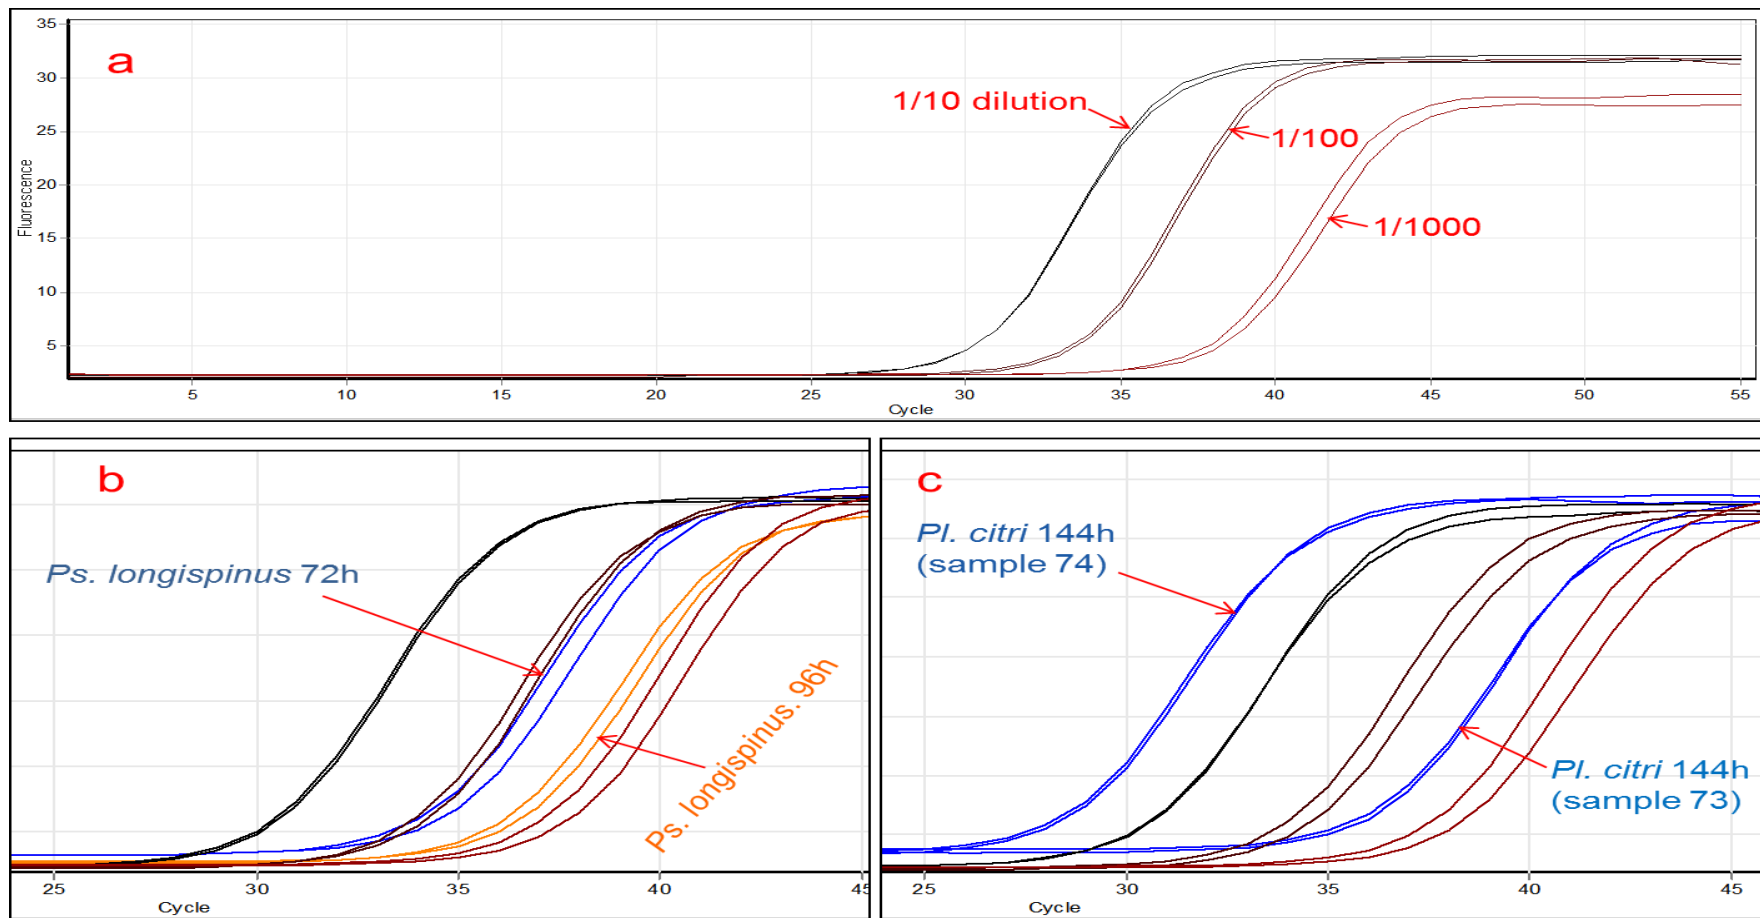 a
35
30
25
20
15
10
5
Fluorescence
1/10 dilution
1/100
1/1000
5
10
15
20
25
30
35
40
45
50
55
Cycle
b
Ps. longispinus 72h
Ps. longispinus. 96h
25
30
35
40
45
Cycle
c
Pl. citri 144h
(sample 74)
Pl. citri 144h
(sample 73)
25
30
35
40
45
Cycle